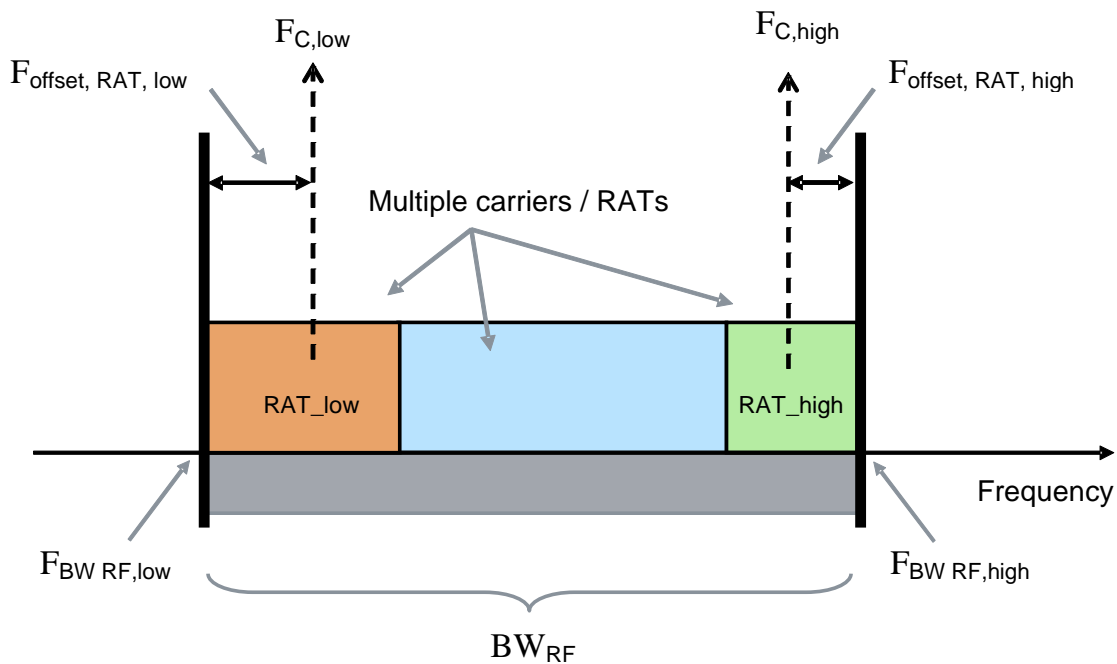 F_C,low
F_C,high
F_offset, RAT, low
F_offset, RAT, high
Multiple carriers / RATs
RAT_low
RAT_high
Frequency
F_BW RF,low
F_BW RF,high
BW_RF